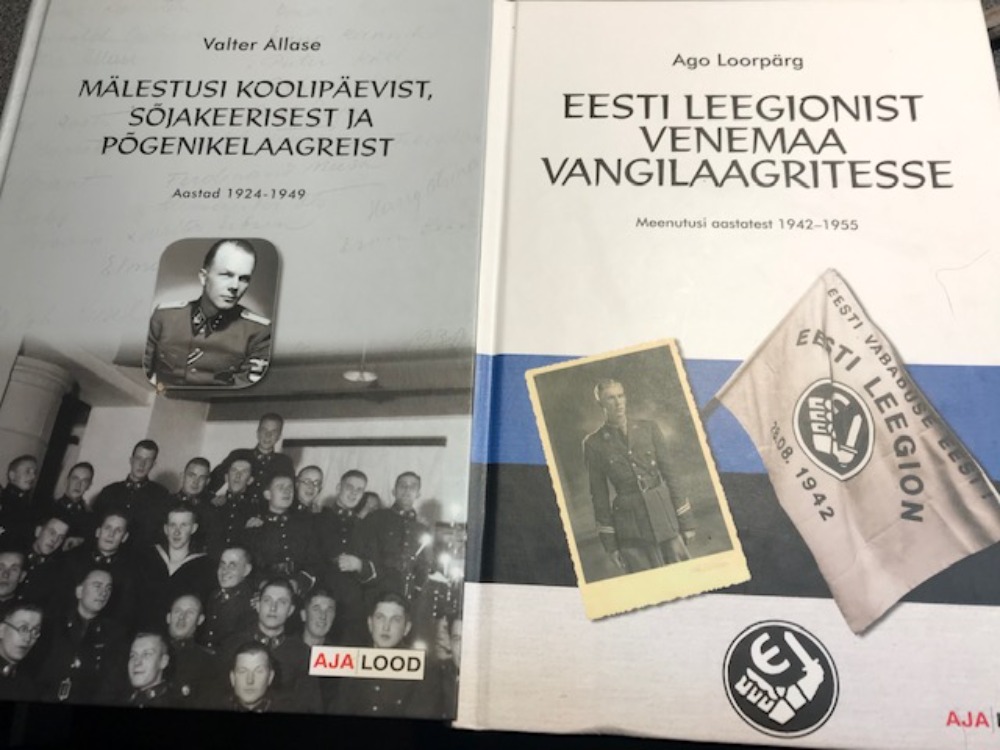 Valter Allase
MÄLESTUSI KOOLIPÄEVIST,
SÕJAKEERISEST JA
PÕGENIKELAAGREIST
Aastad 1924-1949
AJA LOOD
Ago Loorpärg
EESTI LEEGIONIST
VENEMAA
VANGILAAGRITESSE
Meenutusi aastatest 1942–1955
EESTI VABADUSE EEST!
EESTI LEEGION
28.08. 1942
E
AJA